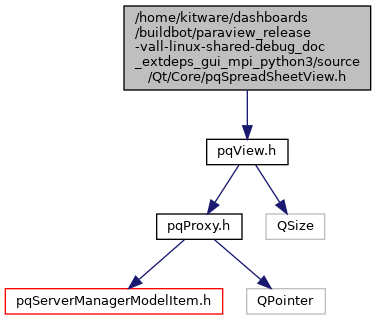 /home/kitware/dashboards
/buildbot/paraview_release
-vall-linux-shared-debug_doc
_extdeps_gui_mpi_python3/source
/Qt/Core/pqSpreadSheetView.h
pqView.h
pqProxy.h
QSize
pqServerManagerModelItem.h
QPointer